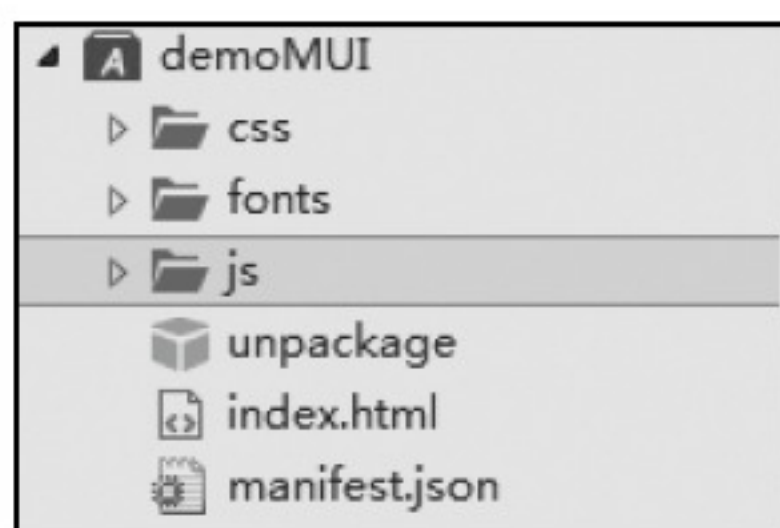 demoMUI
css
fonts
js
unpackage
index.html
manifest.json